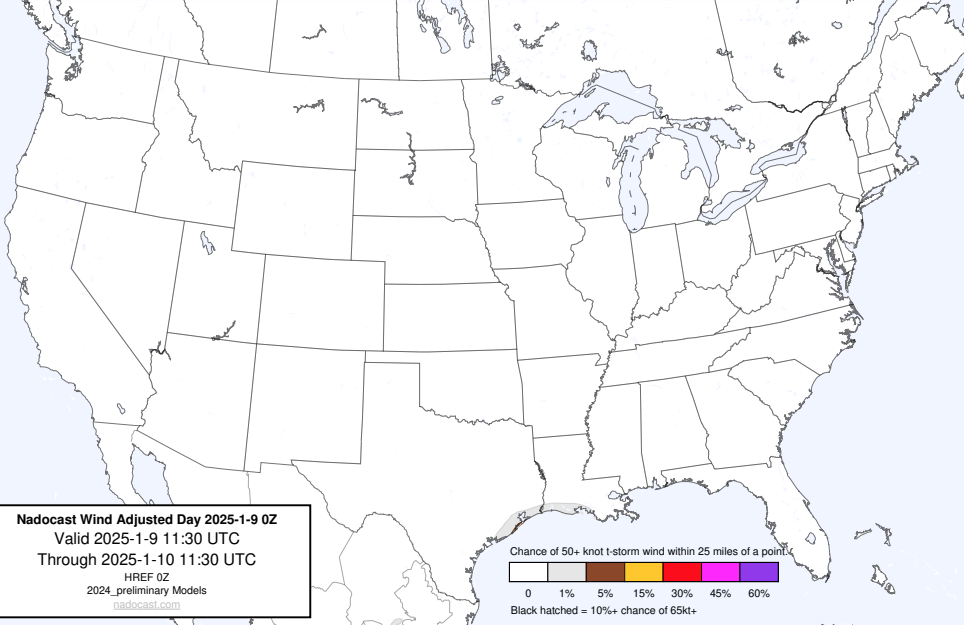 Nadocast Wind Adjusted Day 2025-1-9 0Z
Valid 2025-1-9 11:30 UTC
Through 2025-1-10 11:30 UTC
HREF 0Z
2024_preliminary Models
nadocast.com
Chance of 50+ knot t-storm wind within 25 miles of a point.
0 1% 5% 15% 30% 45% 60%
Black hatched = 10%+ chance of 65kt+